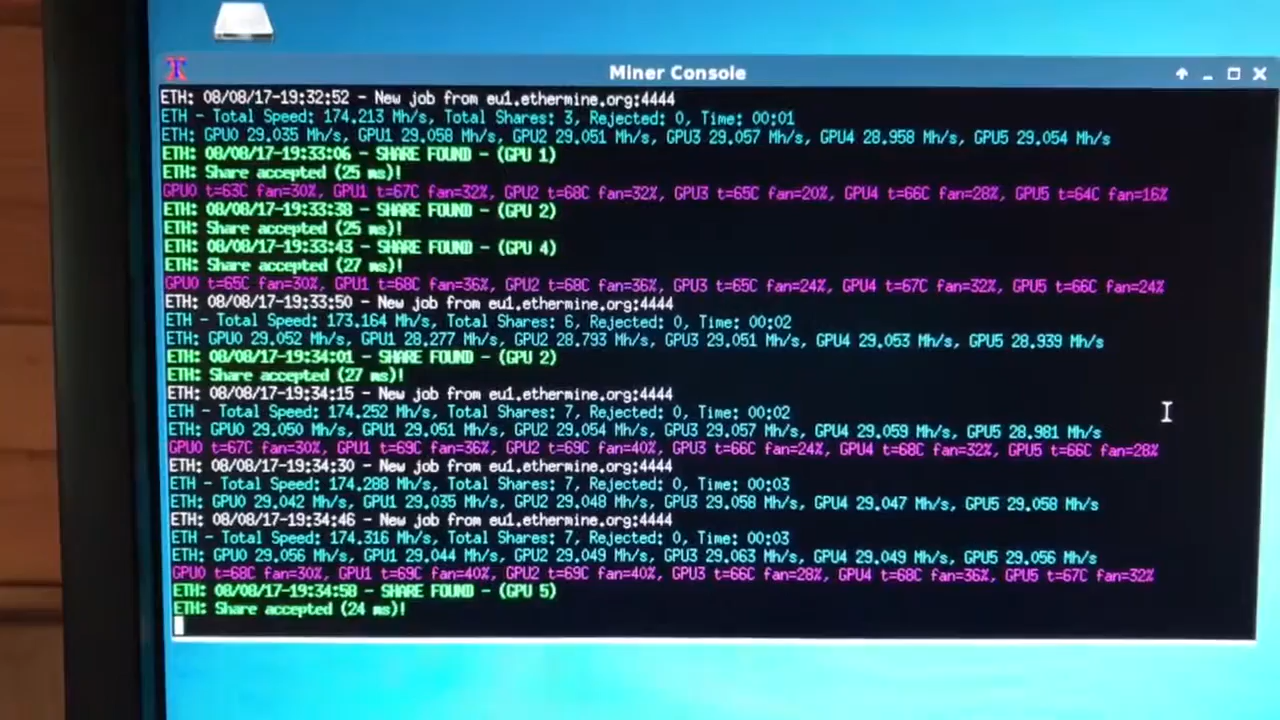 Miner Console
ETH: 08/08/17-19:32:52 - New job from eu1.ethermine.org:4444
ETH - Total Speed: 174.213 Mh/s, Total Shares: 3, Rejected: 0, Time: 00:01
ETH: GPU0 29.035 Mh/s, GPU1 29.058 Mh/s, GPU2 29.051 Mh/s, GPU3 29.057 Mh/s, GPU4 28.958 Mh/s, GPU5 29.054 Mh/s
ETH: 08/08/17-19:33:06 - SHARE FOUND - (GPU 1)
ETH: Share accepted (25 ms)!
GPU0 t=63C fan=30%, GPU1 t=67C fan=32%, GPU2 t=68C fan=32%, GPU3 t=65C fan=20%, GPU4 t=66C fan=28%, GPU5 t=64C fan=16%
ETH: 08/08/17-19:33:38 - SHARE FOUND - (GPU 2)
ETH: Share accepted (25 ms)!
ETH: 08/08/17-19:33:43 - SHARE FOUND - (GPU 4)
ETH: Share accepted (27 ms)!
GPU0 t=65C fan=30%, GPU1 t=68C fan=36%, GPU2 t=68C fan=36%, GPU3 t=65C fan=24%, GPU4 t=67C fan=32%, GPU5 t=66C fan=24%
ETH: 08/08/17-19:33:50 - New job from eu1.ethermine.org:4444
ETH - Total Speed: 173.164 Mh/s, Total Shares: 6, Rejected: 0, Time: 00:02
ETH: GPU0 29.052 Mh/s, GPU1 28.277 Mh/s, GPU2 28.793 Mh/s, GPU3 29.051 Mh/s, GPU4 29.053 Mh/s, GPU5 28.939 Mh/s
ETH: 08/08/17-19:34:01 - SHARE FOUND - (GPU 2)
ETH: Share accepted (27 ms)!
ETH: 08/08/17-19:34:15 - New job from eu1.ethermine.org:4444
ETH - Total Speed: 174.252 Mh/s, Total Shares: 7, Rejected: 0, Time: 00:02
ETH: GPU0 29.050 Mh/s, GPU1 29.051 Mh/s, GPU2 29.054 Mh/s, GPU3 29.057 Mh/s, GPU4 29.059 Mh/s, GPU5 28.981 Mh/s
GPU0 t=67C fan=30%, GPU1 t=69C fan=36%, GPU2 t=69C fan=40%, GPU3 t=66C fan=24%, GPU4 t=68C fan=32%, GPU5 t=66C fan=28%
ETH: 08/08/17-19:34:30 - New job from eu1.ethermine.org:4444
ETH - Total Speed: 174.288 Mh/s, Total Shares: 7, Rejected: 0, Time: 00:03
ETH: GPU0 29.042 Mh/s, GPU1 29.035 Mh/s, GPU2 29.048 Mh/s, GPU3 29.058 Mh/s, GPU4 29.047 Mh/s, GPU5 29.058 Mh/s
ETH: 08/08/17-19:34:46 - New job from eu1.ethermine.org:4444
ETH - Total Speed: 174.316 Mh/s, Total Shares: 7, Rejected: 0, Time: 00:03
ETH: GPU0 29.056 Mh/s, GPU1 29.044 Mh/s, GPU2 29.049 Mh/s, GPU3 29.063 Mh/s, GPU4 29.049 Mh/s, GPU5 29.056 Mh/s
GPU0 t=68C fan=30%, GPU1 t=69C fan=40%, GPU2 t=69C fan=40%, GPU3 t=66C fan=28%, GPU4 t=68C fan=36%, GPU5 t=67C fan=32%
ETH: 08/08/17-19:34:58 - SHARE FOUND - (GPU 5)
ETH: Share accepted (24 ms)!